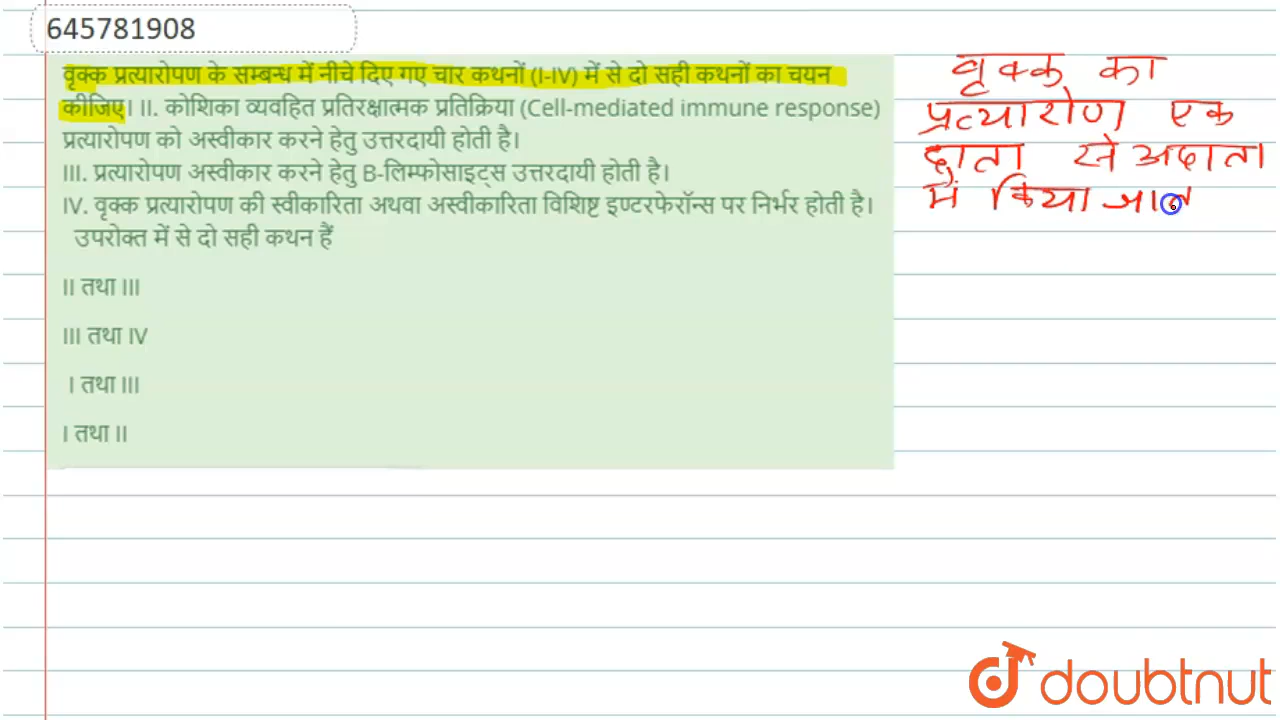 645781908
वृक्क प्रत्यारोपण के सम्बन्ध में नीचे दिए गए चार कथनों (I-IV) में से दो सही कथनों का चयन
कीजिए। II. कोशिका व्यवहित प्रतिरक्षात्मक प्रतिक्रिया (Cell-mediated immune response)
प्रत्यारोपण को अस्वीकार करने हेतु उत्तरदायी होती है।
III. प्रत्यारोपण अस्वीकार करने हेतु B-लिम्फोसाइट्स उत्तरदायी होती है।
IV. वृक्क प्रत्यारोपण की स्वीकारिता अथवा अस्वीकारिता विशिष्ट इण्टरफेरॉन्स पर निर्भर होती है।
उपरोक्त में से दो सही कथन हैं
II तथा III
III तथा IV
I तथा III
I तथा II
वृक्क का
प्रत्यारोण एक
दाता से अदाता
में किया जात
doubtnut